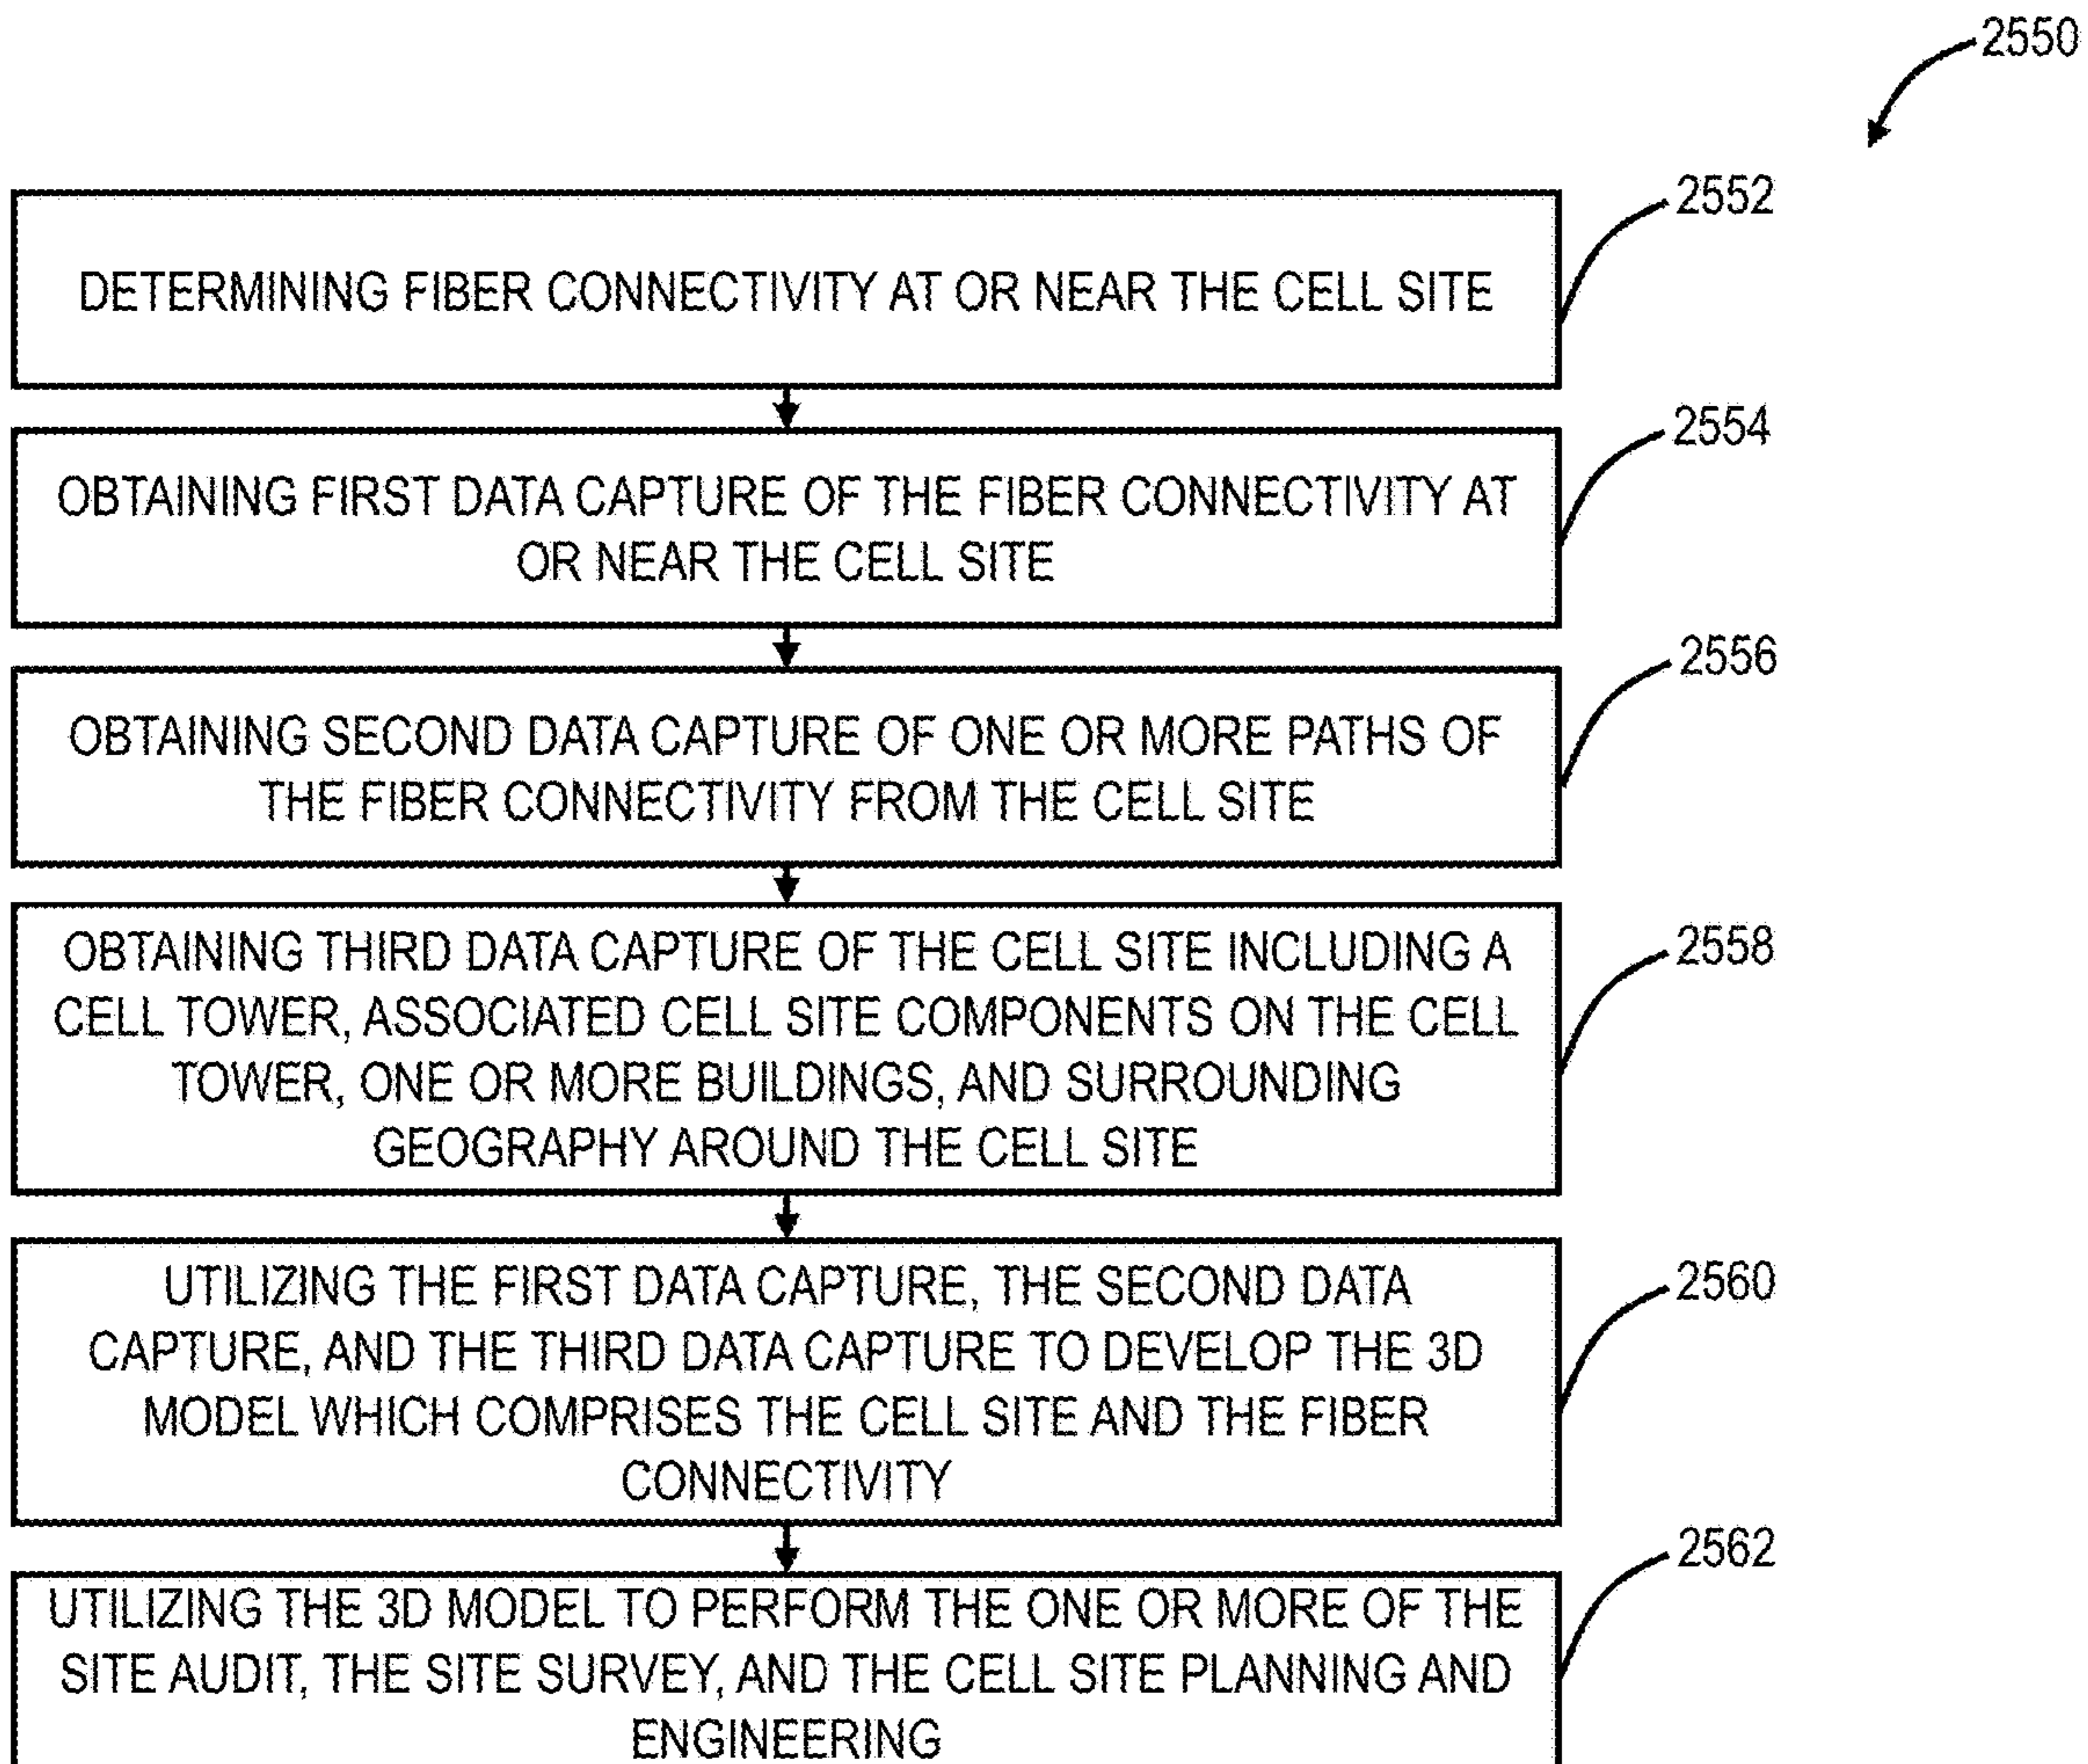 2550
2552
DETERMINING FIBER CONNECTIVITY AT OR NEAR THE CELL SITE
2554
OBTAINING FIRST DATA CAPTURE OF THE FIBER CONNECTIVITY AT
OR NEAR THE CELL SITE
2556
OBTAINING SECOND DATA CAPTURE OF ONE OR MORE PATHS OF
THE FIBER CONNECTIVITY FROM THE CELL SITE
2558
OBTAINING THIRD DATA CAPTURE OF THE CELL SITE INCLUDING A
CELL TOWER, ASSOCIATED CELL SITE COMPONENTS ON THE CELL
TOWER, ONE OR MORE BUILDINGS, AND SURROUNDING
GEOGRAPHY AROUND THE CELL SITE
2560
UTILIZING THE FIRST DATA CAPTURE, THE SECOND DATA
CAPTURE, AND THE THIRD DATA CAPTURE TO DEVELOP THE 3D
MODEL WHICH COMPRISES THE CELL SITE AND THE FIBER
CONNECTIVITY
2562
UTILIZING THE 3D MODEL TO PERFORM THE ONE OR MORE OF THE
SITE AUDIT, THE SITE SURVEY, AND THE CELL SITE PLANNING AND
ENGINEERING